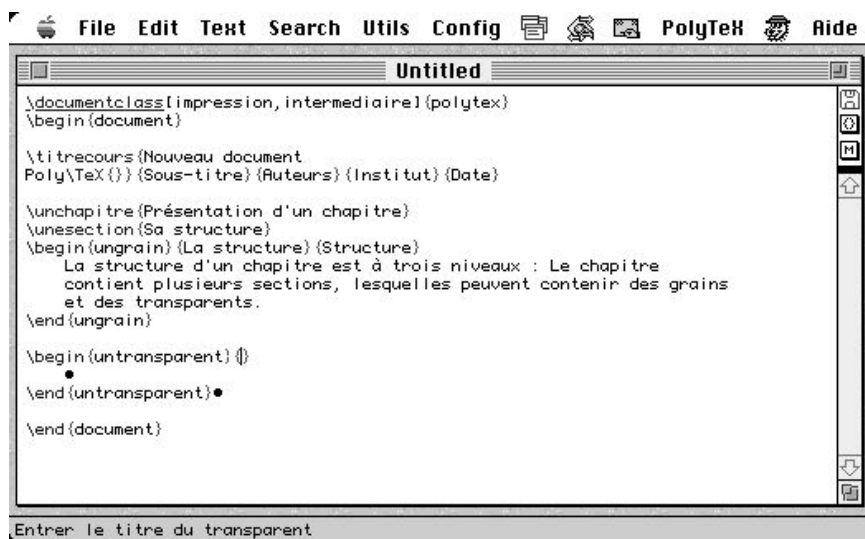 File Edit Text Search Utils Config PolyTeX Aide
Untitled
\documentclass[impression,intermediaire]{polytex}
\begin{document}
\titrecours{Nouveau document
Poly\TeX{}}{Sous-titre}{Auteurs}{Institut}{Date}
\unchapitre{Présentation d'un chapitre}
\unesection{Sa structure}
\begin{ungrain}{La structure}{Structure}
La structure d'un chapitre est à trois niveaux : Le chapitre
contient plusieurs sections, lesquelles peuvent contenir des grains
et des transparents.
\end{ungrain}
\begin{untransparent}{}
•
\end{untransparent}•
\end{document}
{}
M
Entrer le titre du transparent